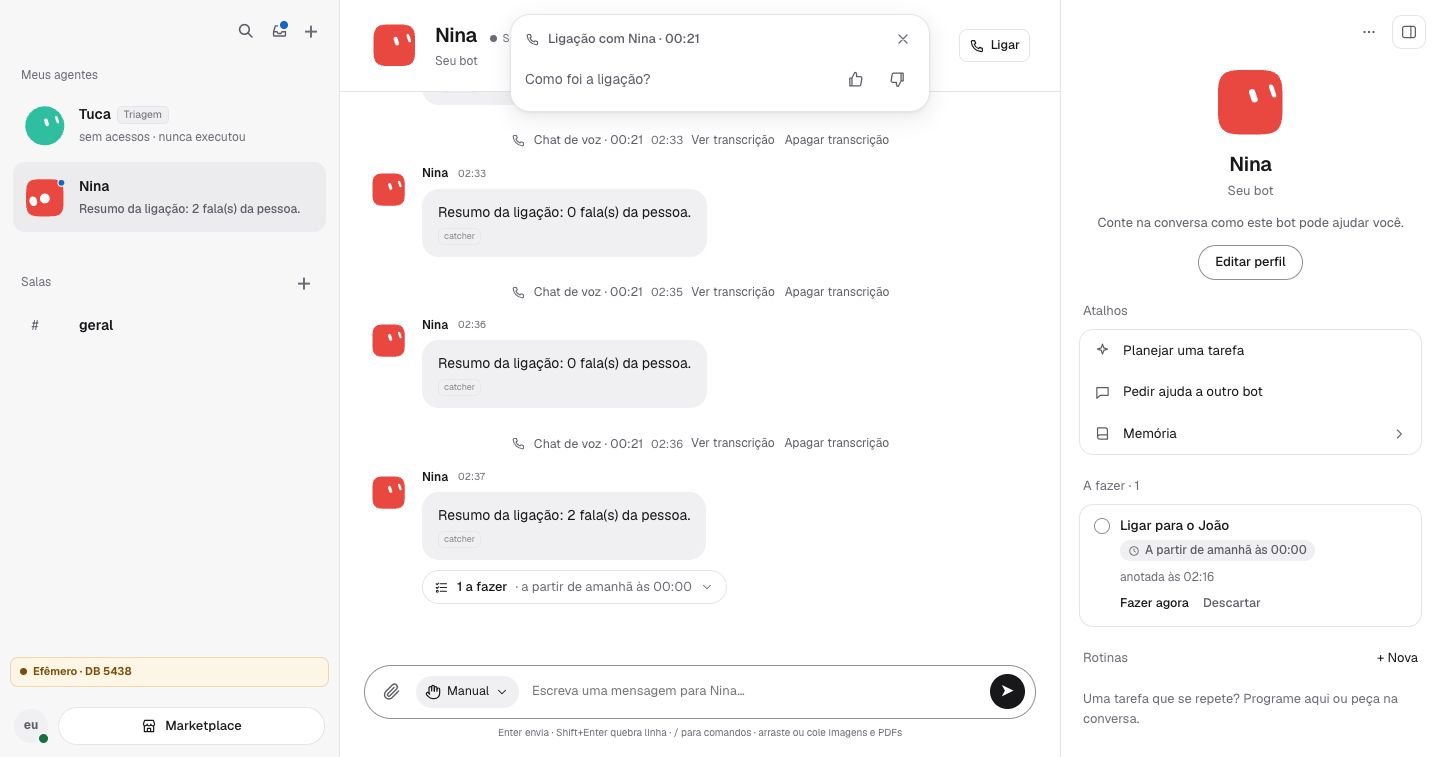 Meus agentes
Tuca Triagem
sem acessos · nunca executou
Nina
Resumo da ligação: 2 fala(s) da pessoa.
Salas
# geral
Efêmero · DB 5438
eu
Marketplace
Nina
Seu bot
Ligação com Nina · 00:21
Como foi a ligação?
Ligar
Chat de voz · 00:21 02:33 Ver transcrição Apagar transcrição
Nina 02:33
Resumo da ligação: 0 fala(s) da pessoa.
catcher
Chat de voz · 00:21 02:35 Ver transcrição Apagar transcrição
Nina 02:36
Resumo da ligação: 0 fala(s) da pessoa.
catcher
Chat de voz · 00:21 02:36 Ver transcrição Apagar transcrição
Nina 02:37
Resumo da ligação: 2 fala(s) da pessoa.
catcher
1 a fazer · a partir de amanhã às 00:00
Manual
Escreva uma mensagem para Nina...
Enter envia · Shift+Enter quebra linha · / para comandos · arraste ou cole imagens e PDFs
Nina
Seu bot
Conte na conversa como este bot pode ajudar você.
Editar perfil
Atalhos
Planejar uma tarefa
Pedir ajuda a outro bot
Memória
A fazer · 1
Ligar para o João
A partir de amanhã às 00:00
anotada às 02:16
Fazer agora Descartar
Rotinas
+ Nova
Uma tarefa que se repete? Programe aqui ou peça na
conversa.